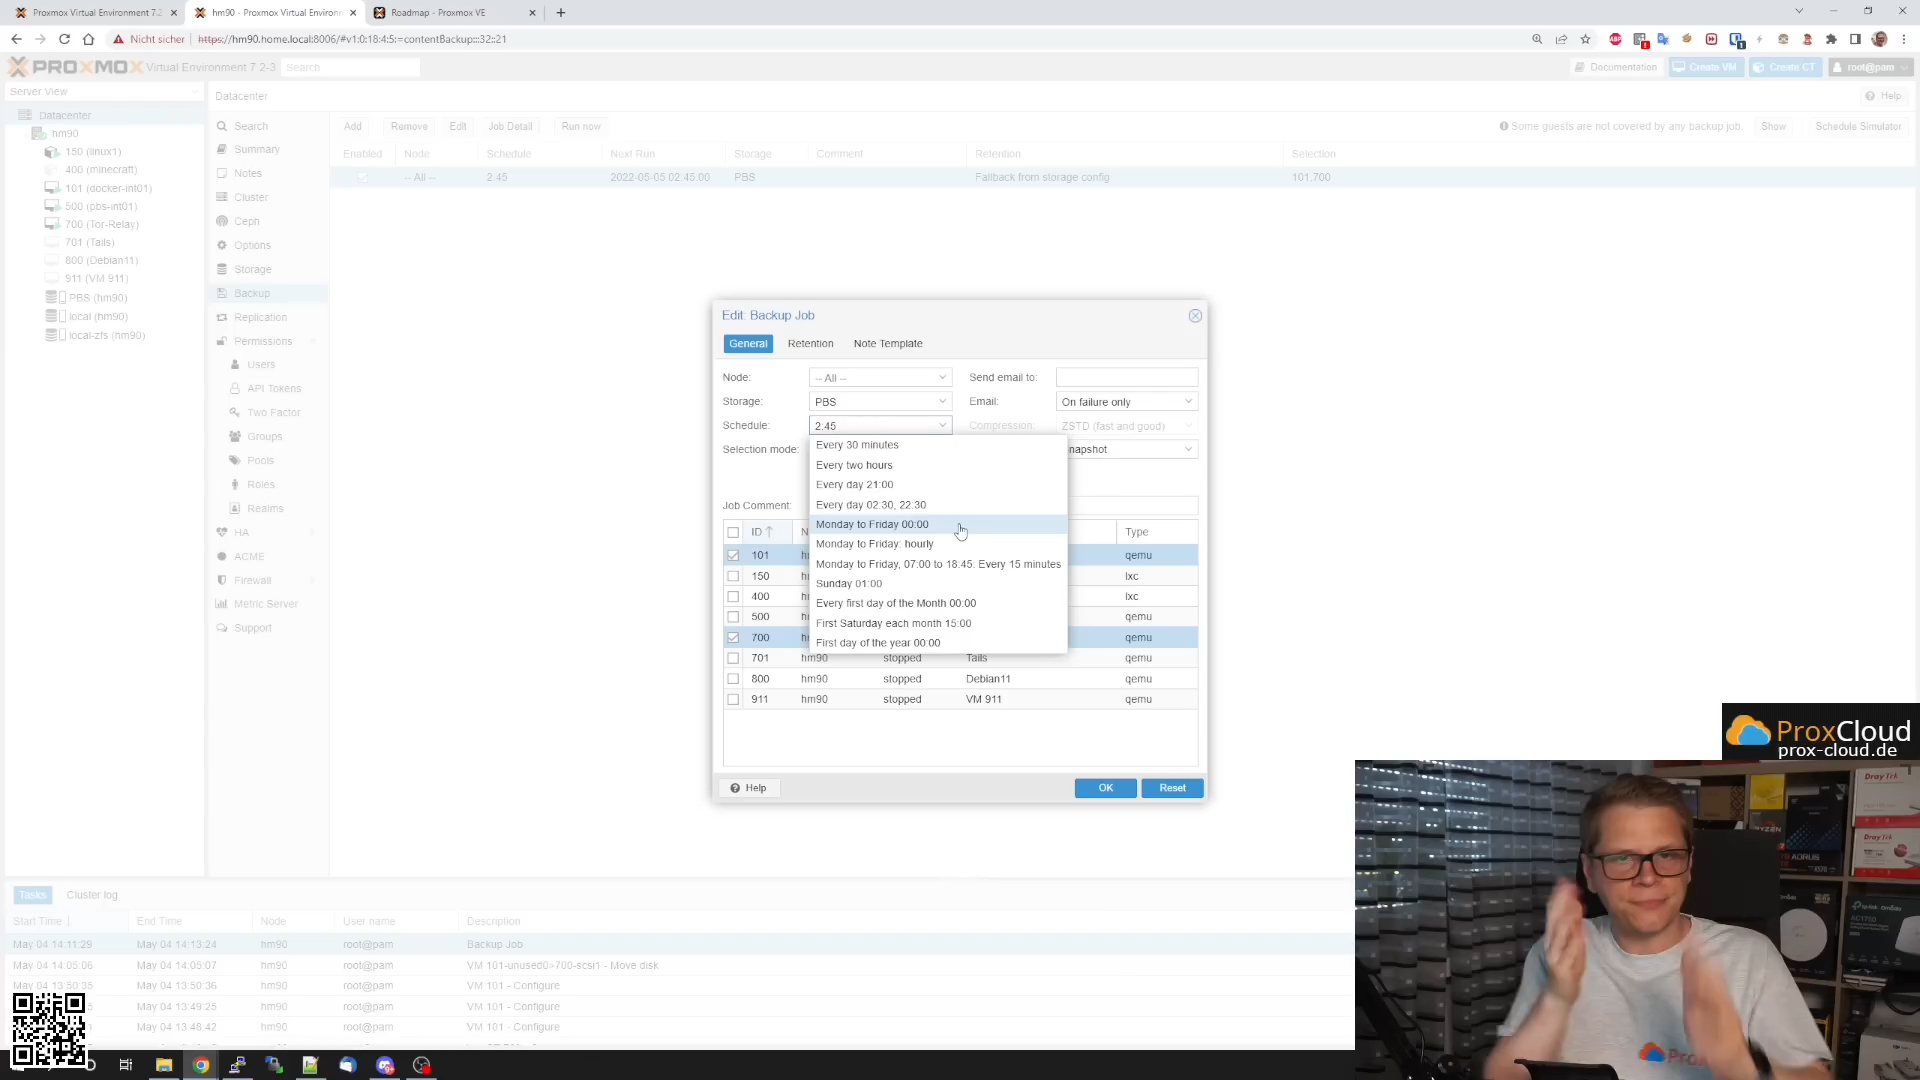 Proxmox Virtual Environment 7.2
hm90 - Proxmox Virtual Environm
Roadmap - Proxmox VE
Nicht sicher
https://hm90.home.local:8006/#v1:0:18:4:5:=contentBackup:::32::21
PROXMOX Virtual Environment 7.2-3
Search
Documentation
Create VM
Create CT
root@pam
Server View
Datacenter
Help
Datacenter
hm90
150 (linux1)
400 (minecraft)
101 (docker-int01)
500 (pbs-int01)
700 (Tor-Relay)
701 (Tails)
800 (Debian11)
911 (VM 911)
PBS (hm90)
local (hm90)
local-zfs (hm90)
Search
Summary
Notes
Cluster
Ceph
Options
Storage
Backup
Replication
Permissions
Users
API Tokens
Two Factor
Groups
Pools
Roles
Realms
HA
ACME
Firewall
Metric Server
Support
Add Remove Edit Job Detail Run now
Some guests are not covered by any backup job. Show Schedule Simulator
Enabled Node Schedule Next Run Storage Comment Retention Selection
-- All -- 2:45 2022-05-05 02:45:00 PBS Fallback from storage config 101,700
Edit: Backup Job
General Retention Note Template
Node: -- All -- Send email to:
Storage: PBS Email: On failure only
Schedule: 2:45 Compression: ZSTD (fast and good)
Selection mode: napshot
Every 30 minutes
Every two hours
Every day 21:00
Every day 02:30, 22:30
Monday to Friday 00:00
Monday to Friday: hourly
Monday to Friday, 07:00 to 18:45: Every 15 minutes
Sunday 01:00
Every first day of the Month 00:00
First Saturday each month 15:00
First day of the year 00:00
Job Comment:
ID N Type
101 h qemu
150 h lxc
400 h lxc
500 h qemu
700 h qemu
701 hm90 stopped Tails qemu
800 hm90 stopped Debian11 qemu
911 hm90 stopped VM 911 qemu
Help OK Reset
Tasks Cluster log
Start Time End Time Node User name Description
May 04 14:11:29 May 04 14:13:24 hm90 root@pam Backup Job
May 04 14:05:06 May 04 14:05:07 hm90 root@pam VM 101-unused0>700-scsi1 - Move disk
May 04 13:50:35 May 04 13:50:36 hm90 root@pam VM 101 - Configure
5 May 04 13:49:25 hm90 root@pam VM 101 - Configure
1 May 04 13:48:42 hm90 root@pam VM 101 - Configure
ProxCloud
prox-cloud.de
DrayTek
RYZEN
DrayTek
AORUS
X570
tp-link
AC1750
Prox